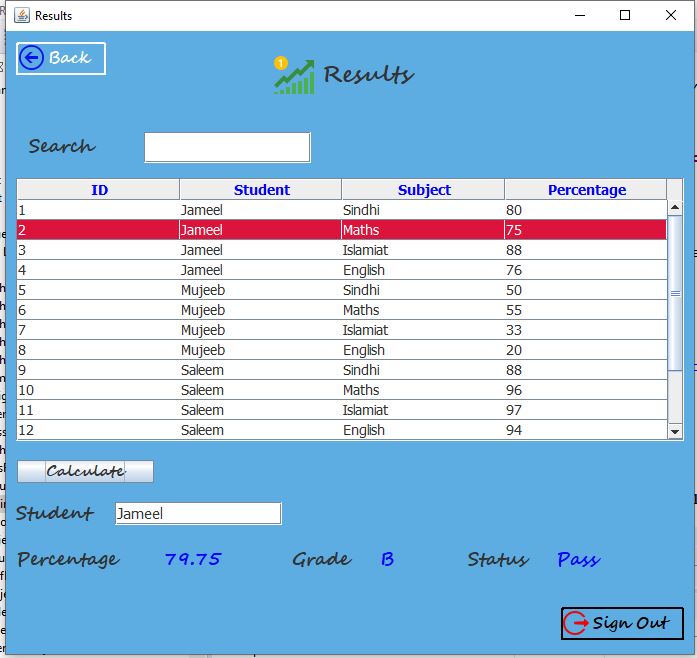 Results
Back
Results
Search
ID Student Subject Percentage
1 Jameel Sindhi 80
2 Jameel Maths 75
3 Jameel Islamiat 88
4 Jameel English 76
5 Mujeeb Sindhi 50
6 Mujeeb Maths 55
7 Mujeeb Islamiat 33
8 Mujeeb English 20
9 Saleem Sindhi 88
10 Saleem Maths 96
11 Saleem Islamiat 97
12 Saleem English 94
Calculate
Student Jameel
Percentage 79.75 Grade B Status Pass
Sign Out